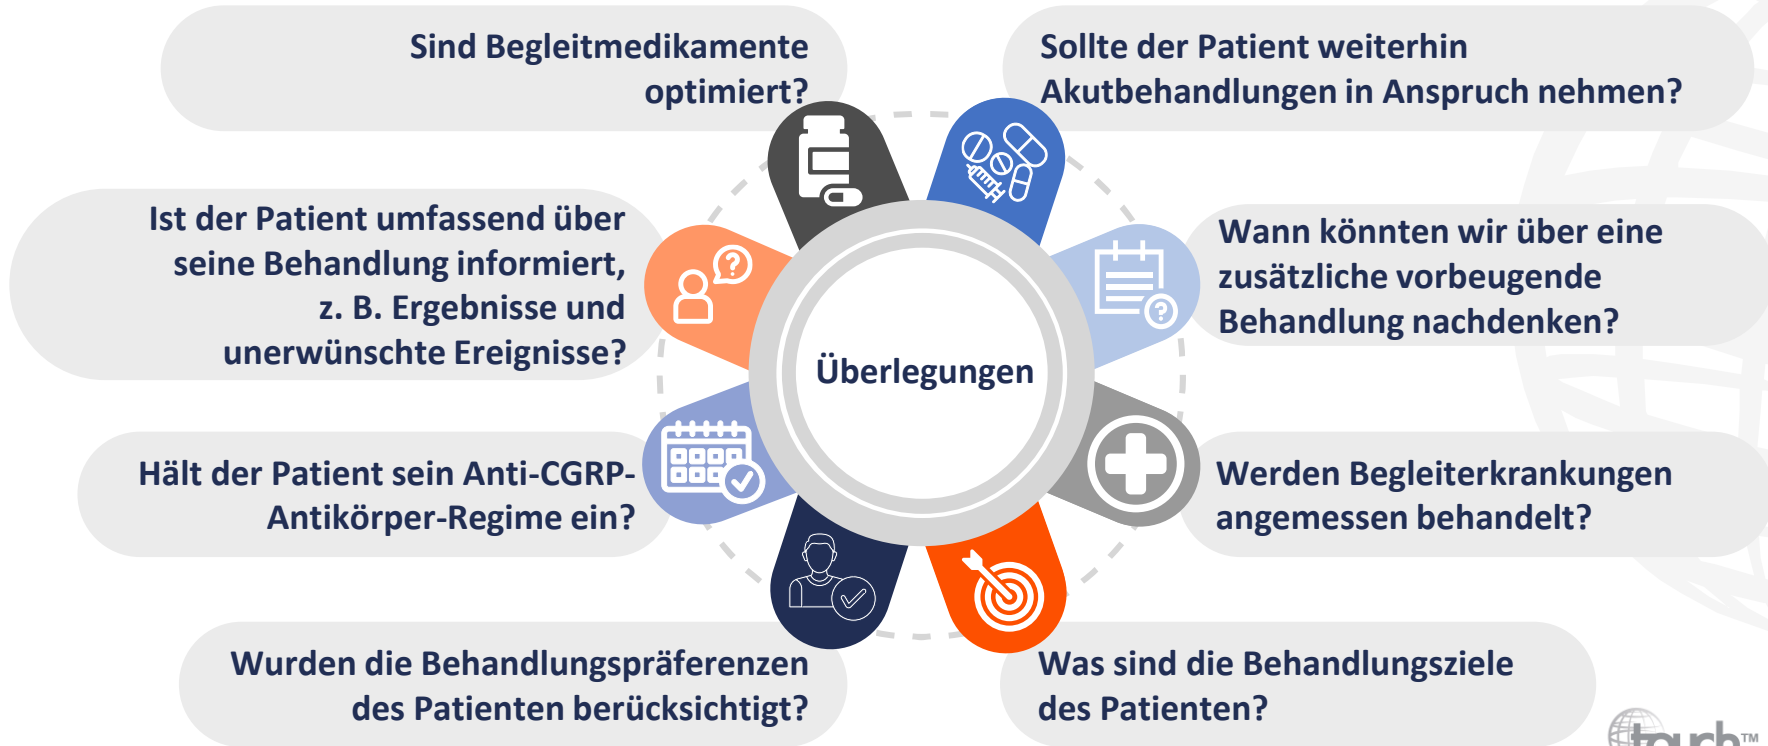 Sind Begleitmedikamente
optimiert?
Sollte der Patient weiterhin
Akutbehandlungen in Anspruch nehmen?
Ist der Patient umfassend über
seine Behandlung informiert,
z. B. Ergebnisse und
unerwünschte Ereignisse?
Wann könnten wir über eine
zusätzliche vorbeugende
Behandlung nachdenken?
Überlegungen
Hält der Patient sein Anti-CGRP-
Antikörper-Regime ein?
Werden Begleiterkrankungen
angemessen behandelt?
Wurden die Behandlungspräferenzen
des Patienten berücksichtigt?
Was sind die Behandlungsziele
des Patienten?
touch™